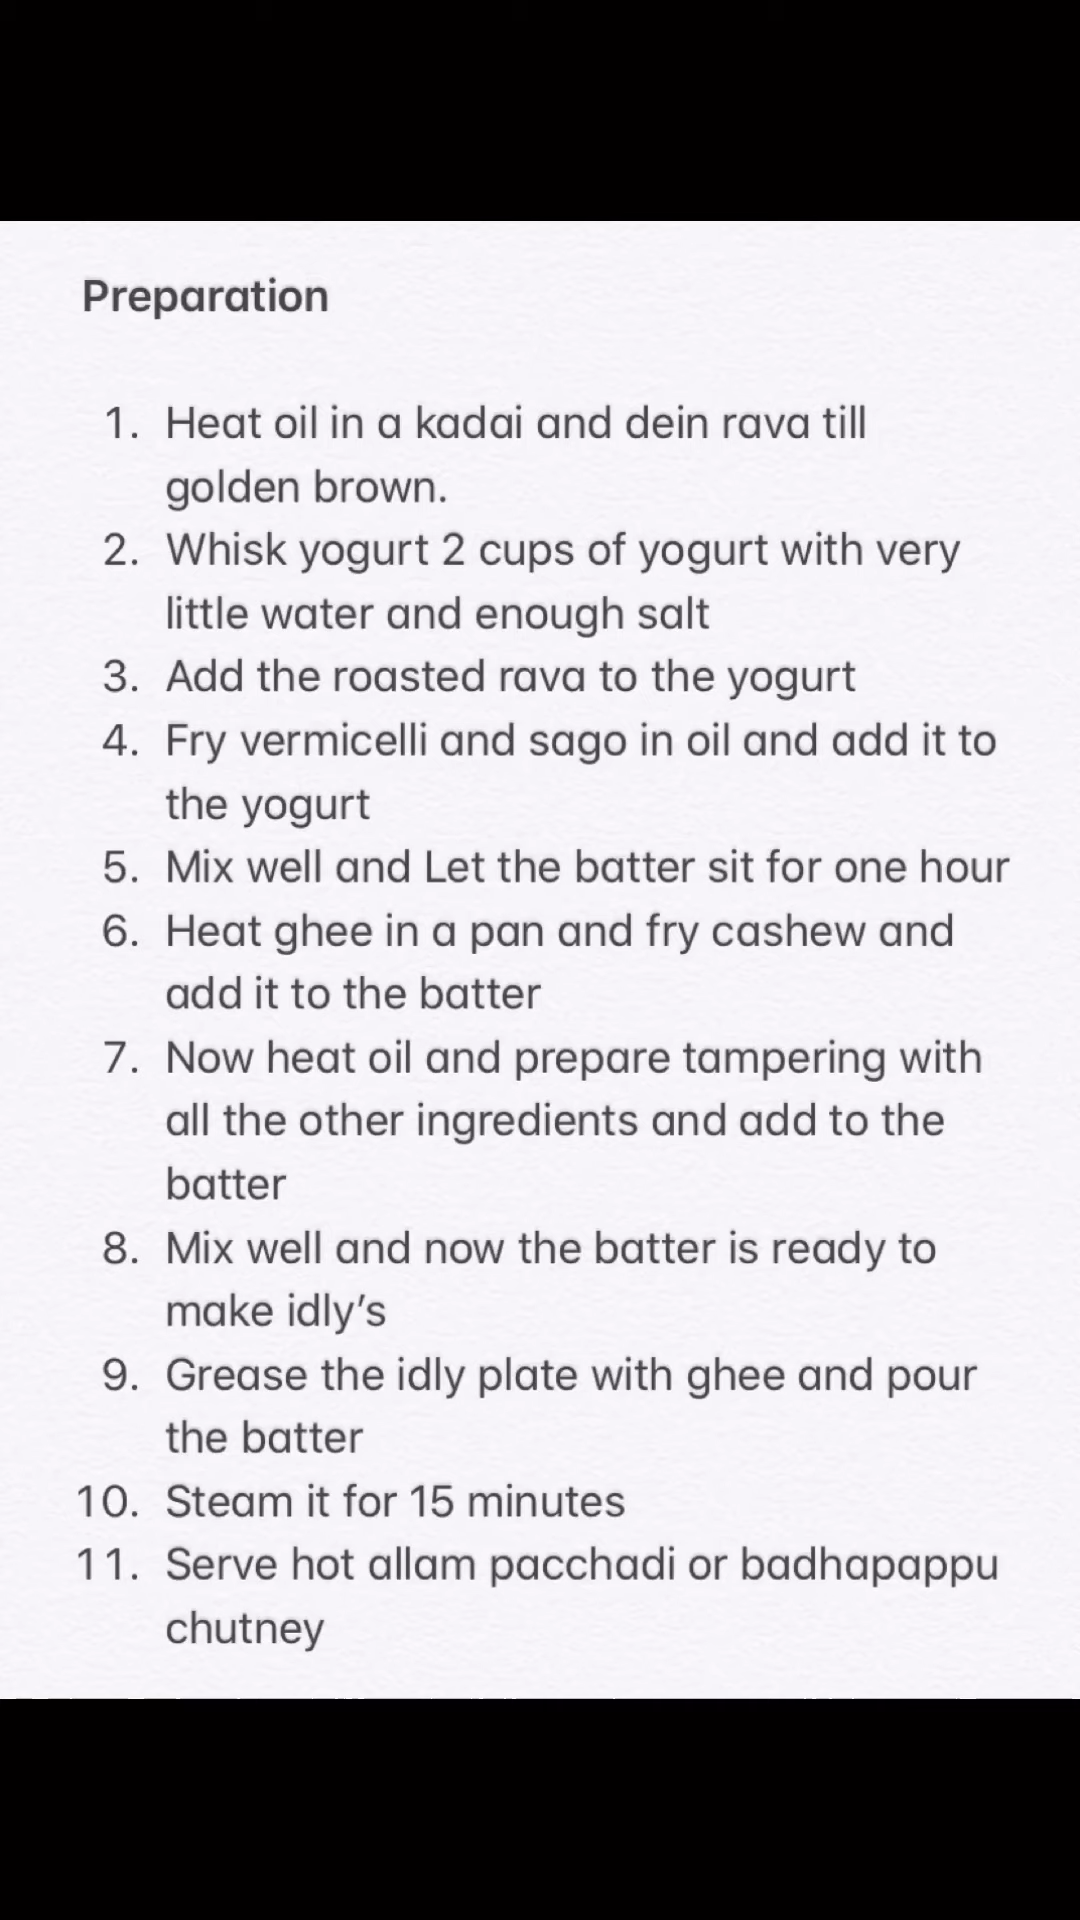 Preparation
1. Heat oil in a kadai and dein rava till
golden brown.
2. Whisk yogurt 2 cups of yogurt with very
little water and enough salt
3. Add the roasted rava to the yogurt
4. Fry vermicelli and sago in oil and add it to
the yogurt
5. Mix well and Let the batter sit for one hour
6. Heat ghee in a pan and fry cashew and
add it to the batter
7. Now heat oil and prepare tampering with
all the other ingredients and add to the
batter
8. Mix well and now the batter is ready to
make idly’s
9. Grease the idly plate with ghee and pour
the batter
10. Steam it for 15 minutes
11. Serve hot allam pacchadi or badhapappu
chutney